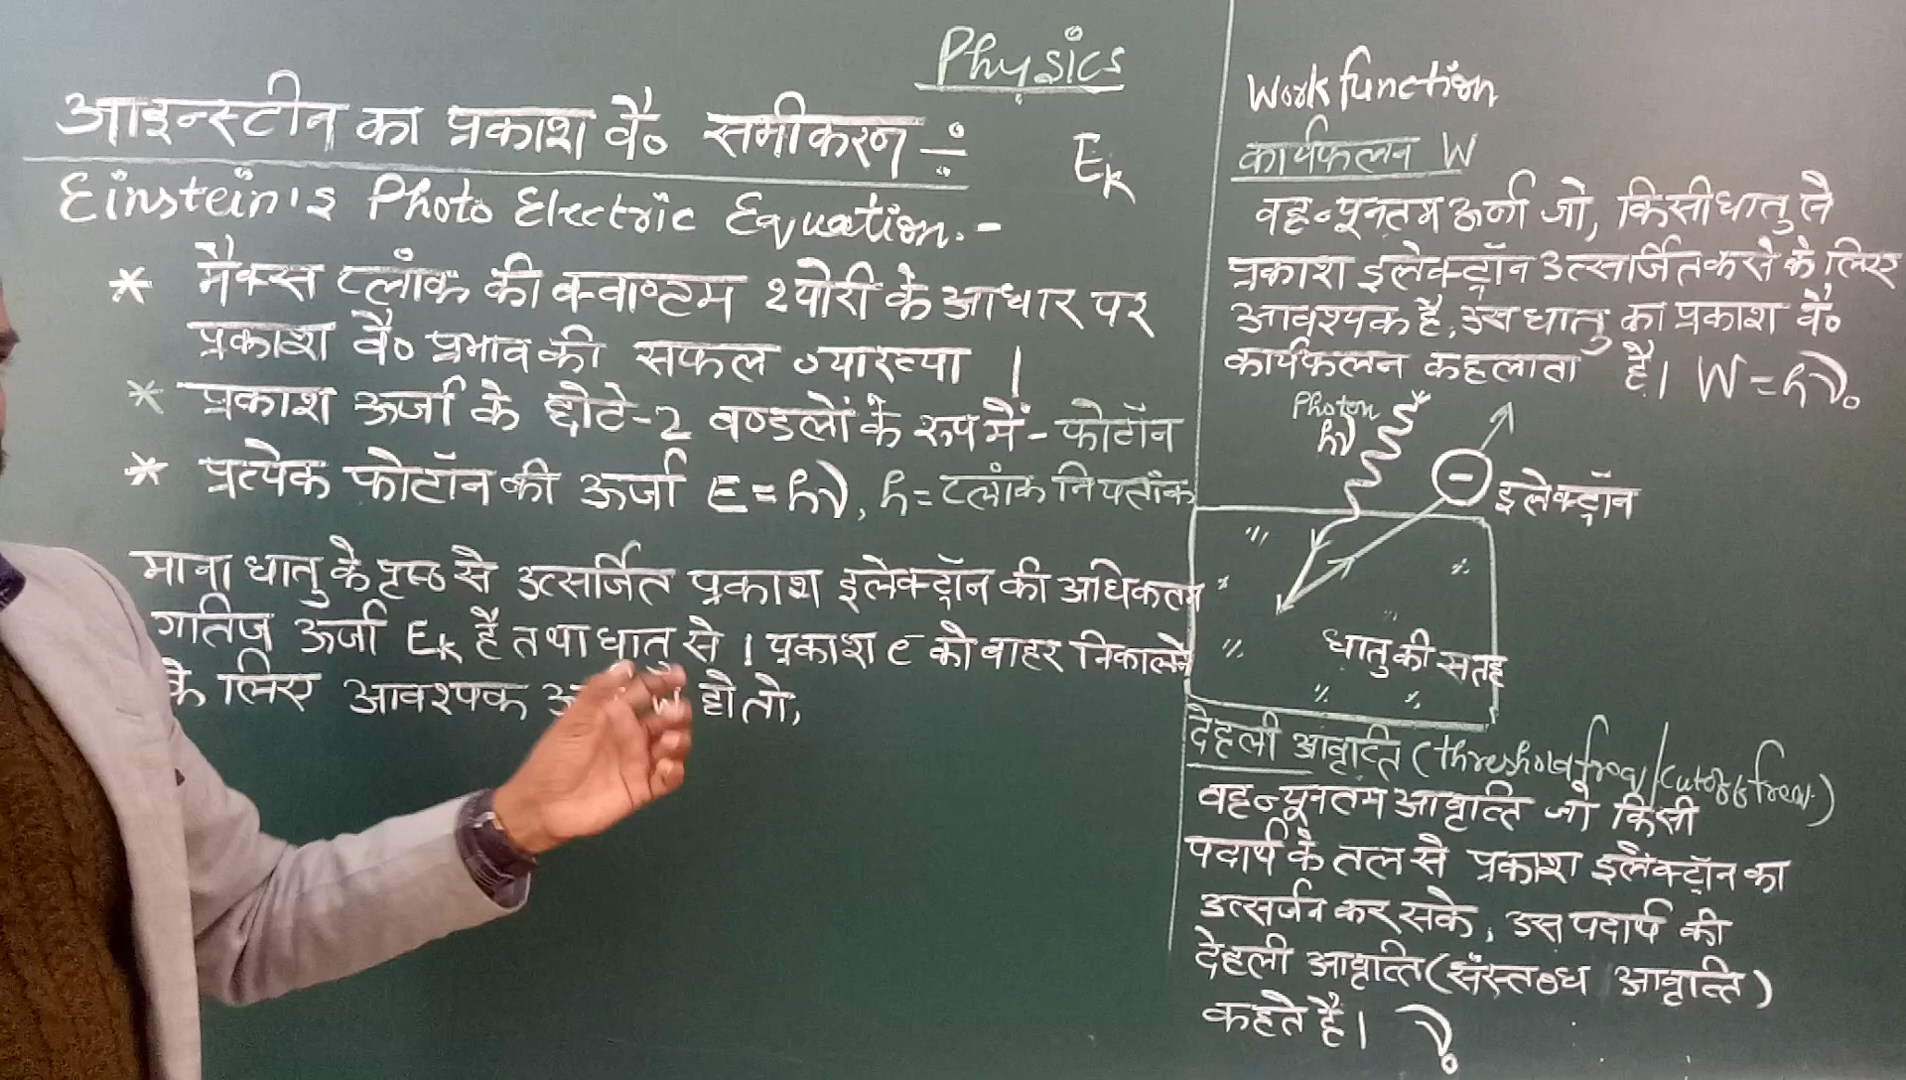 Physics
आइन्स्टीन का प्रकाश वै० समीकरण ÷
Einstein's Photo Electric Equation.-
Ek
* मैक्स प्लांक की क्वाण्टम थ्योरी के आधार पर
प्रकाश वै० प्रभाव की सफल व्याख्या ।
* प्रकाश ऊर्जा के छोटे-2 बण्डलों के रूप में - फोटॉन
* प्रत्येक फोटॉन की ऊर्जा E = hν, h = प्लांक नियतांक
माना धातु के पृष्ठ से उत्सर्जित प्रकाश इलेक्ट्रॉन की अधिकतम
गतिज ऊर्जा Ek है तथा धातु से 1 प्रकाश e⁻ को बाहर निकालने
के लिए आवश्यक W हो तो,
Work function
कार्यफलन W
वह न्यूनतम ऊर्जा जो, किसी धातु से
प्रकाश इलेक्ट्रॉन उत्सर्जित करने के लिए
आवश्यक है, उस धातु का प्रकाश वै०
कार्यफलन कहलाता है। W = hν₀
Photon
hν
-
इलेक्ट्रॉन
धातु की सतह
देहली आवृत्ति (threshold freq/cutoff freq.)
वह न्यूनतम आवृत्ति जो किसी
पदार्थ के तल से प्रकाश इलेक्ट्रॉन का
उत्सर्जन कर सके, उस पदार्थ की
देहली आवृत्ति (संस्तब्ध आवृत्ति)
कहते है। ν₀